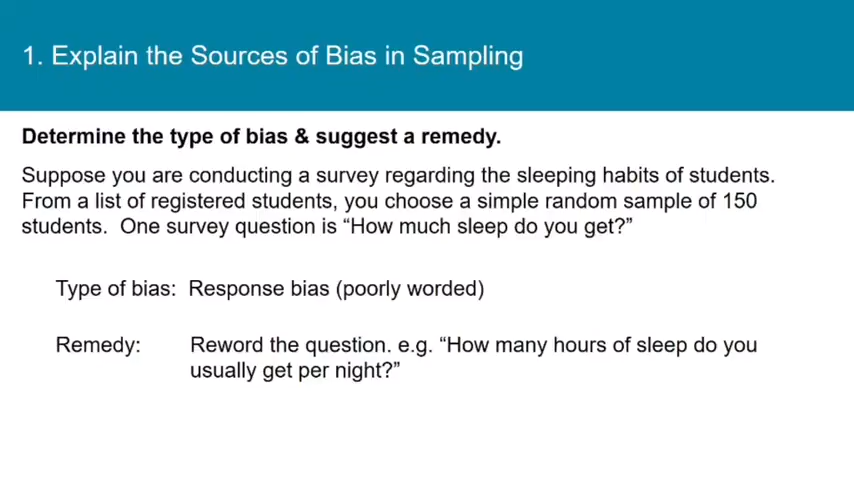 1. Explain the Sources of Bias in Sampling
Determine the type of bias & suggest a remedy.
Suppose you are conducting a survey regarding the sleeping habits of students.
From a list of registered students, you choose a simple random sample of 150
students.  One survey question is “How much sleep do you get?”
Type of bias:  Response bias (poorly worded)
Remedy: Reword the question. e.g. “How many hours of sleep do you
usually get per night?”